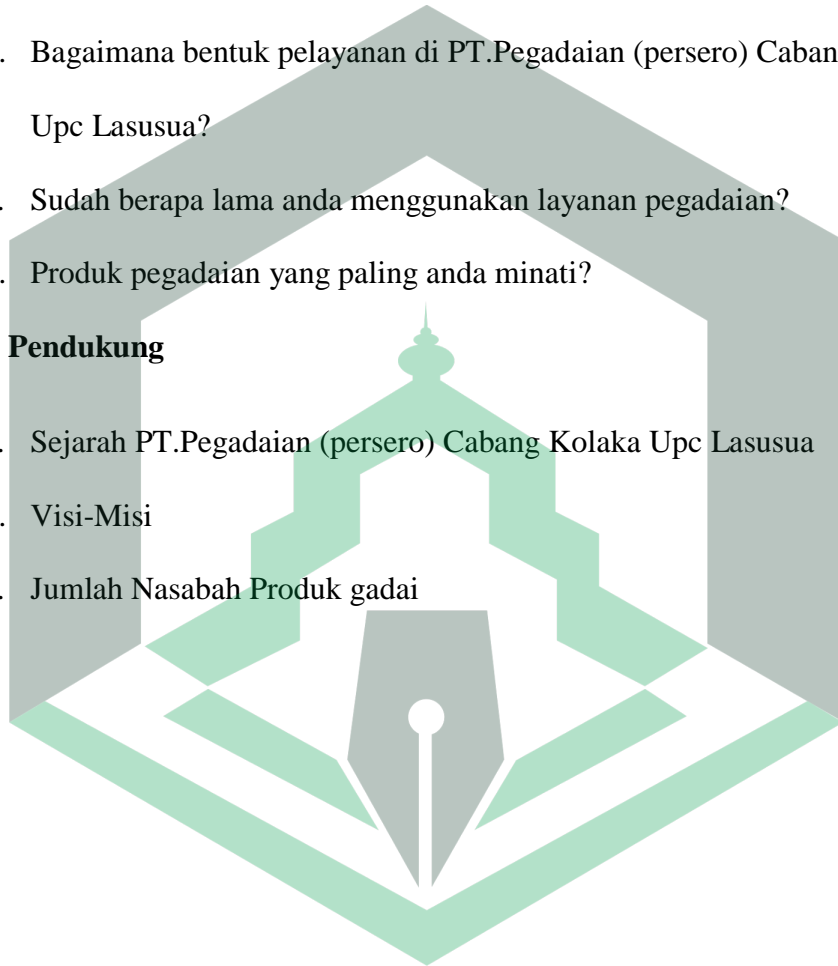 . Bagaimana bentuk pelayanan di PT.Pegadaian (persero) Caban
Upc Lasusua?
. Sudah berapa lama anda menggunakan layanan pegadaian?
. Produk pegadaian yang paling anda minati?
Pendukung
. Sejarah PT.Pegadaian (persero) Cabang Kolaka Upc Lasusua
. Visi-Misi
. Jumlah Nasabah Produk gadai